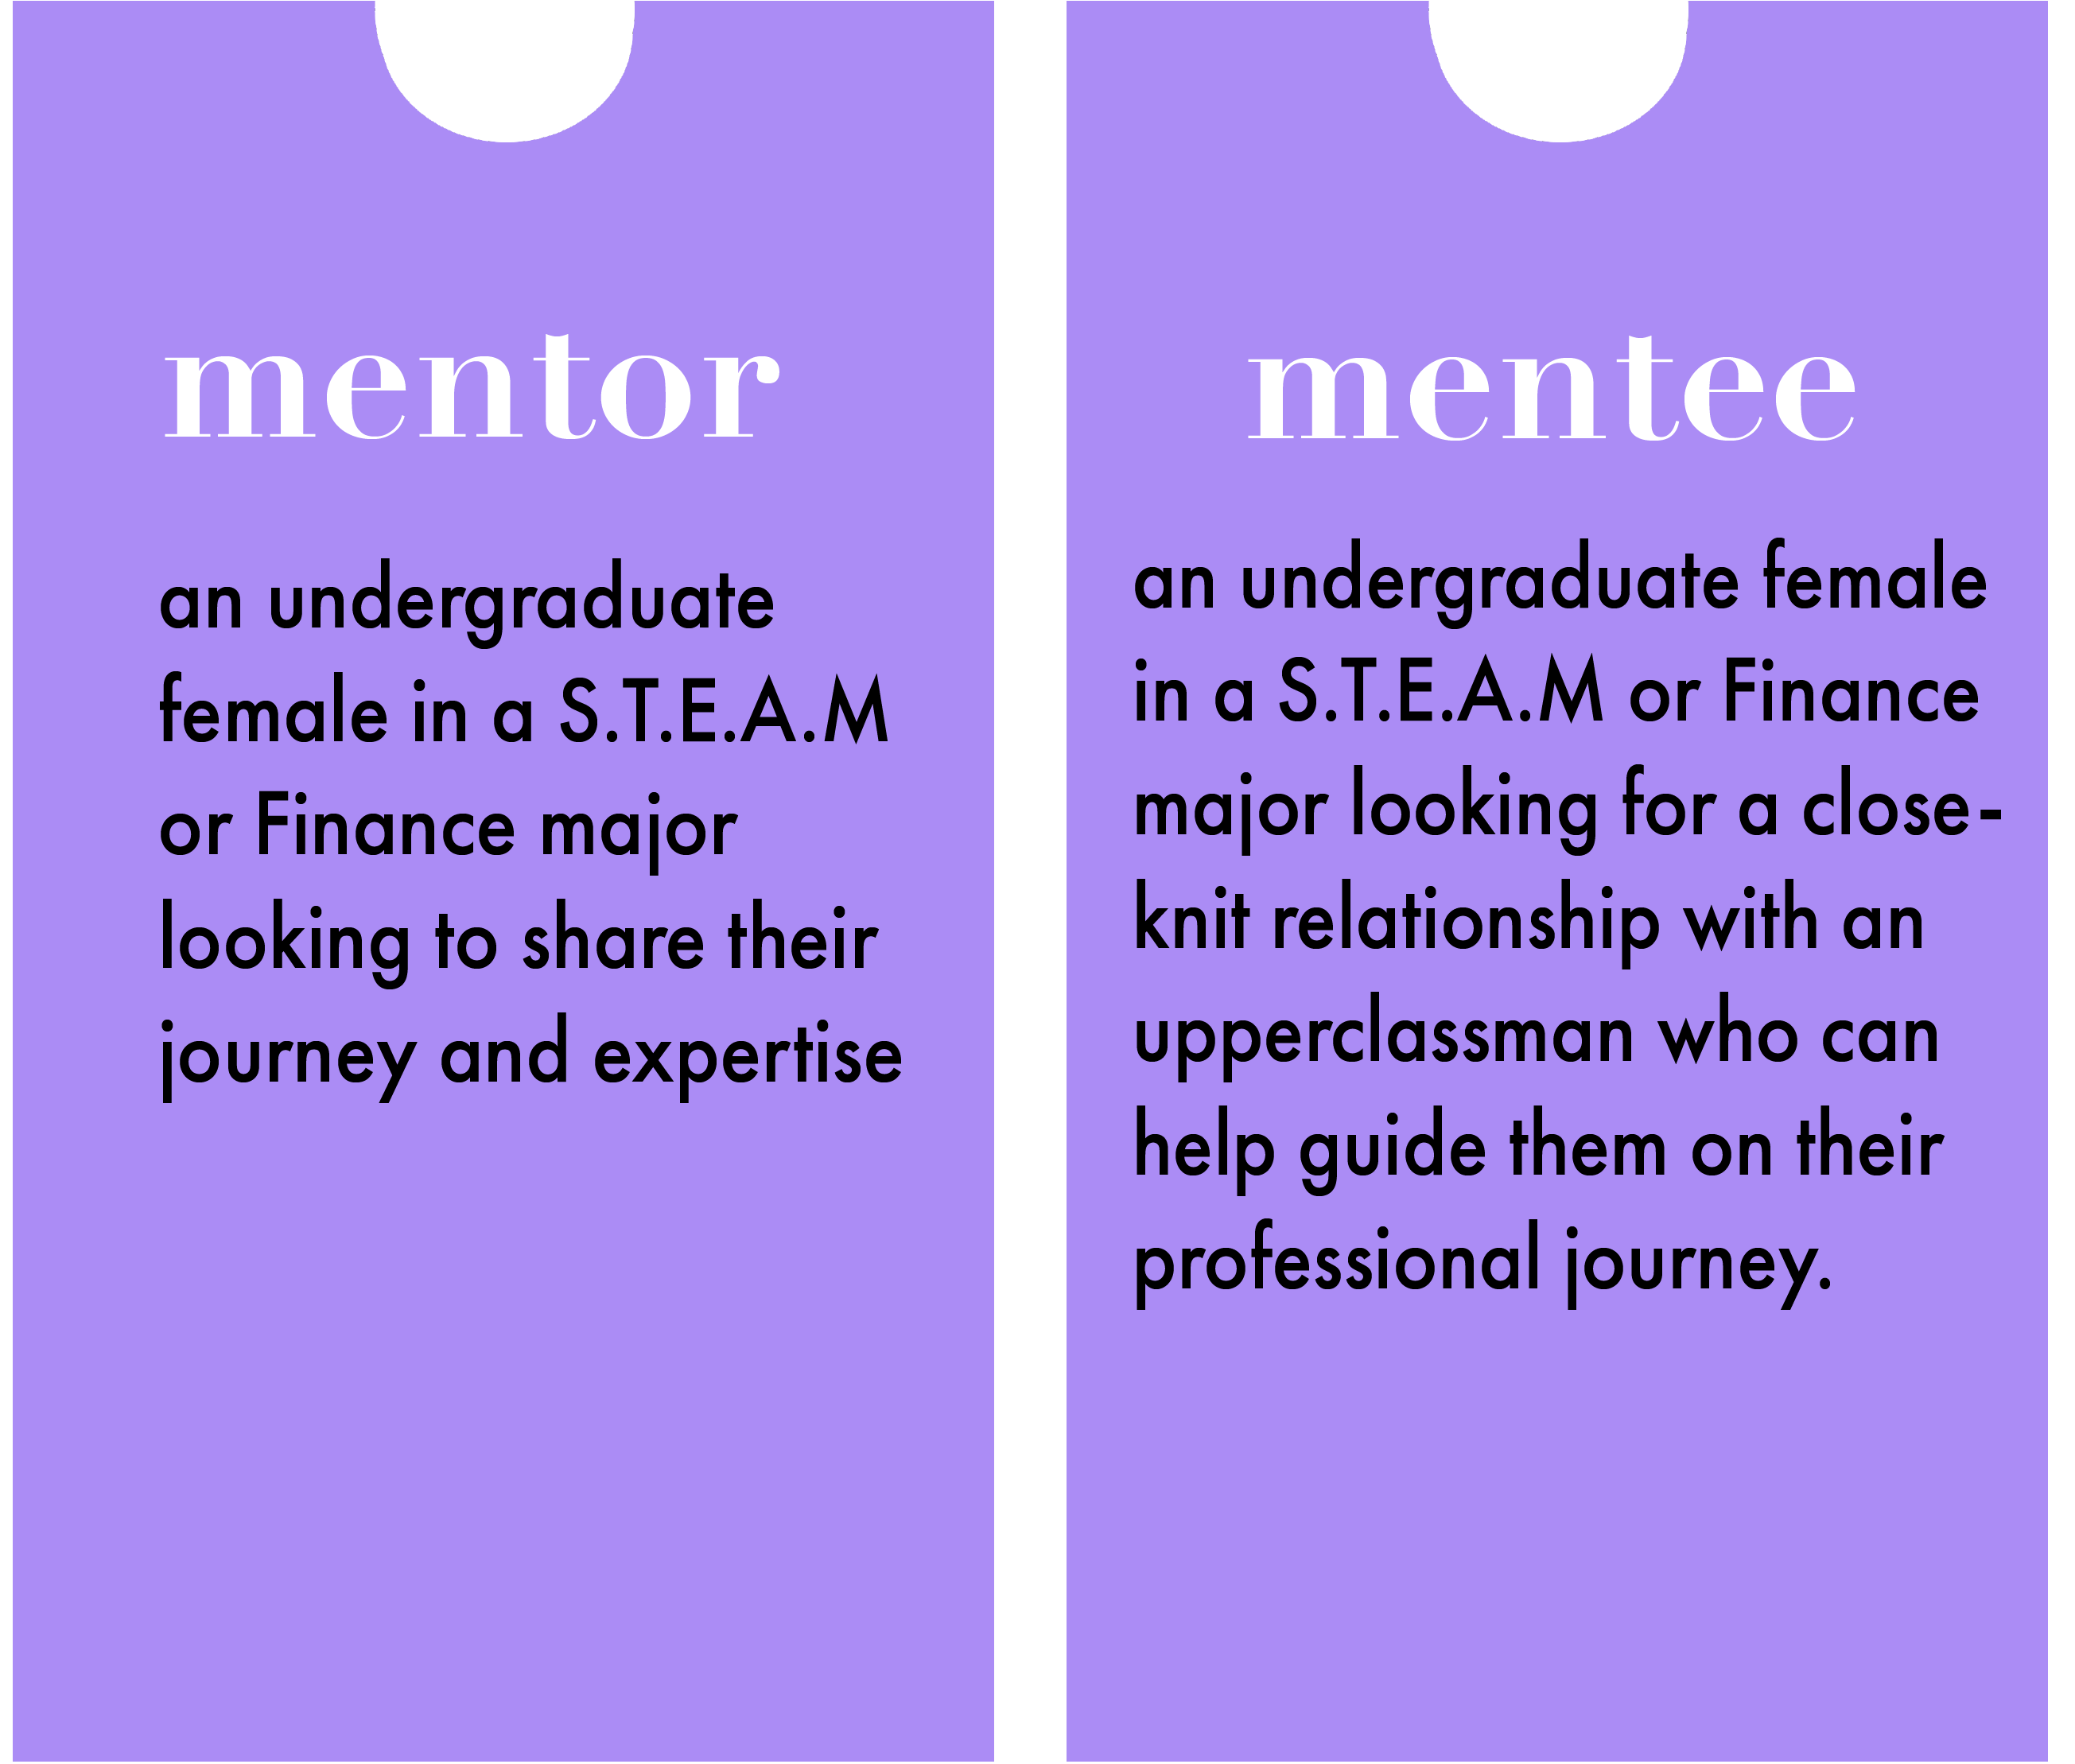 mentor
an undergraduate
female in a S.T.E.A.M
or Finance major
looking to share their
journey and expertise
mentee
an undergraduate female
in a S.T.E.A.M or Finance
major looking for a close-
knit relationship with an
upperclassman who can
help guide them on their
professional journey.